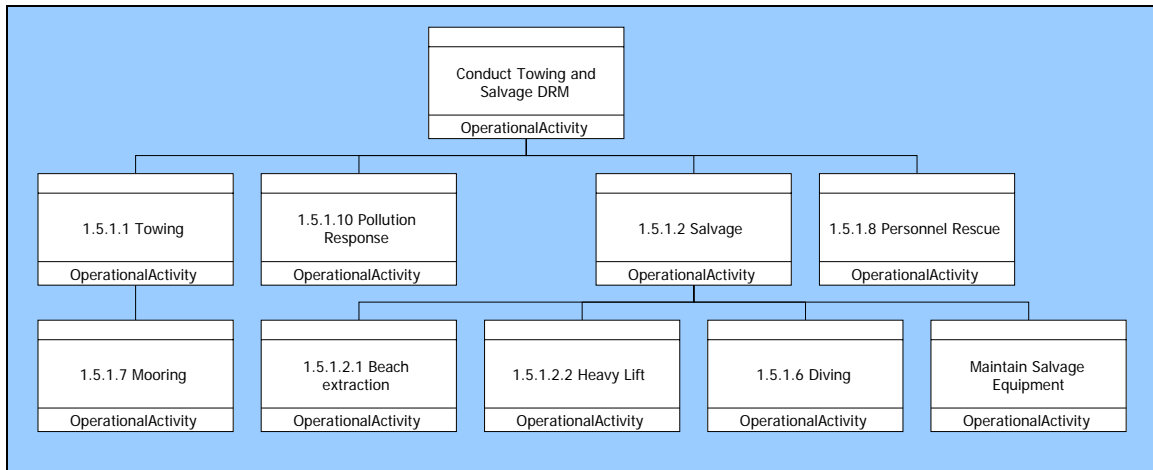 Conduct Towing and
Salvage DRM
OperationalActivity
1.5.1.1 Towing
OperationalActivity
1.5.1.10 Pollution
Response
OperationalActivity
1.5.1.2 Salvage
OperationalActivity
1.5.1.8 Personnel Rescue
OperationalActivity
1.5.1.7 Mooring
OperationalActivity
1.5.1.2.1 Beach
extraction
OperationalActivity
1.5.1.2.2 Heavy Lift
OperationalActivity
1.5.1.6 Diving
OperationalActivity
Maintain Salvage
Equipment
OperationalActivity